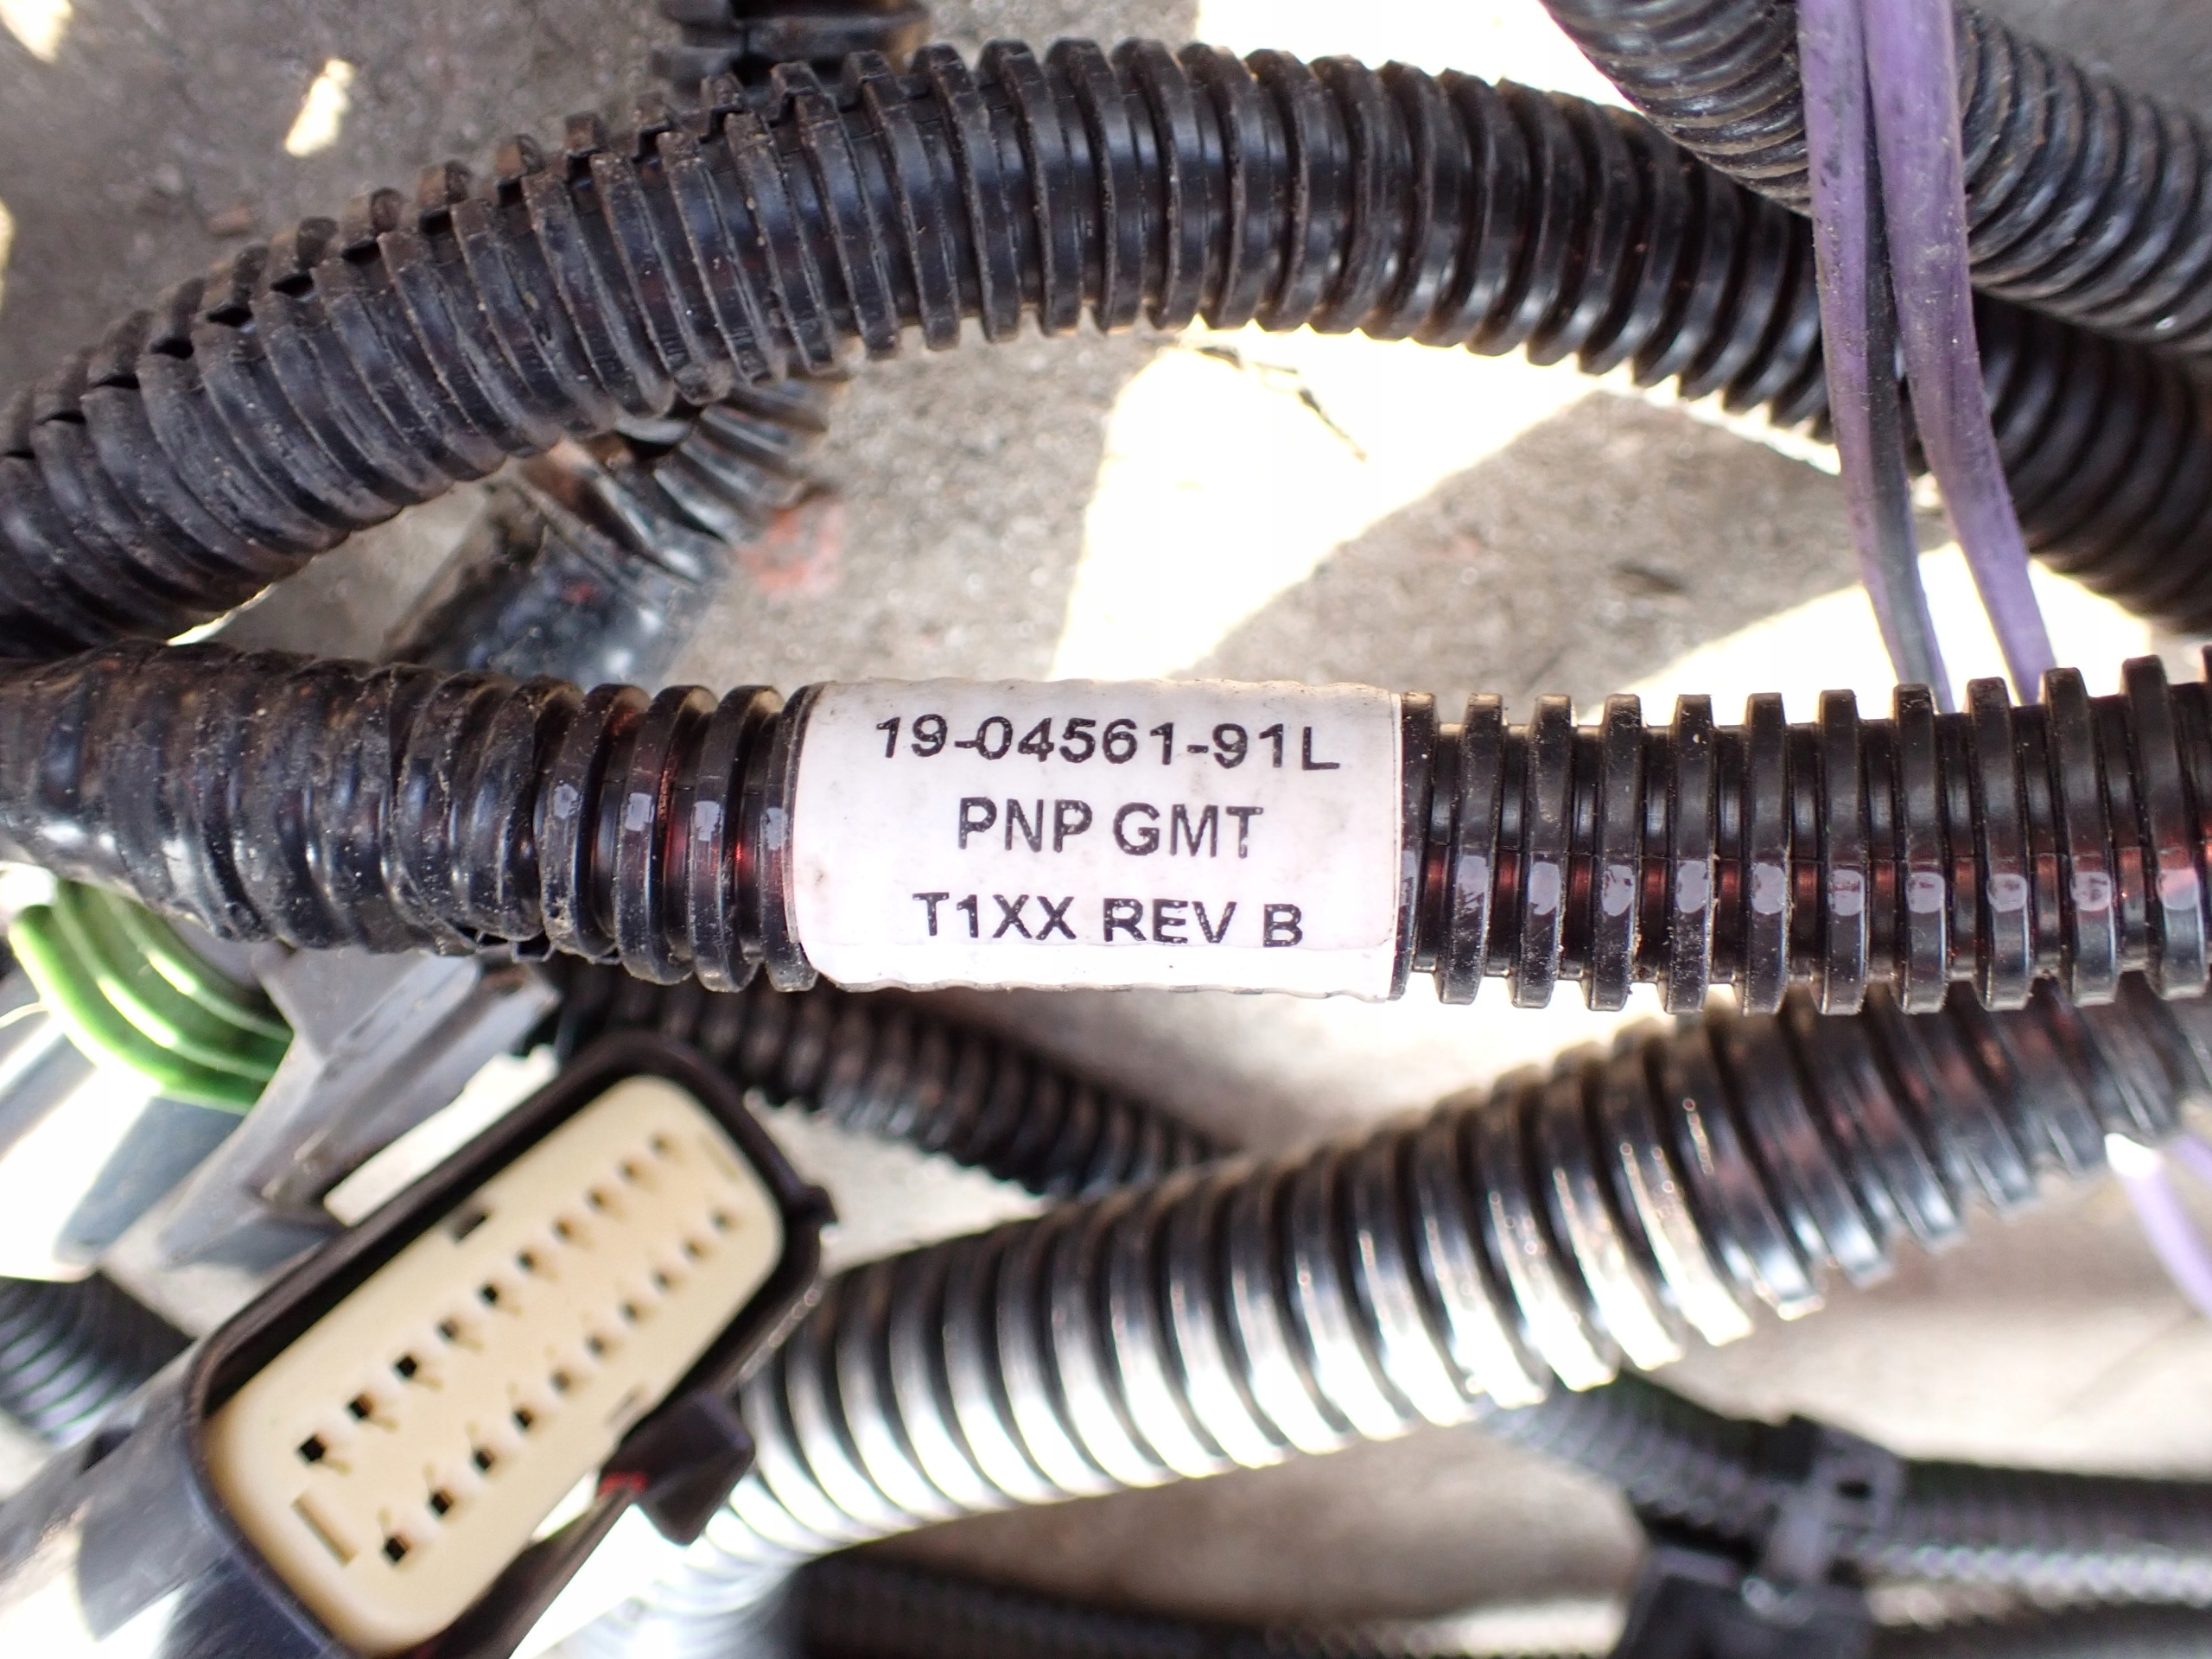 19-04561-91L
PNP GMT
T1XX REV B